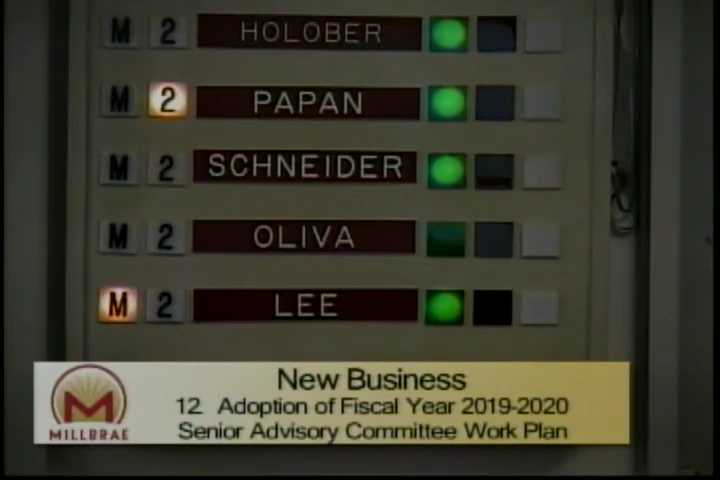 M 2 HOLOBER
M 2 PAPAN
M 2 SCHNEIDER
M 2 OLIVA
M 2 LEE
New Business
12. Adoption of Fiscal Year 2019-2020
Senior Advisory Committee Work Plan
M
MILLBRAE